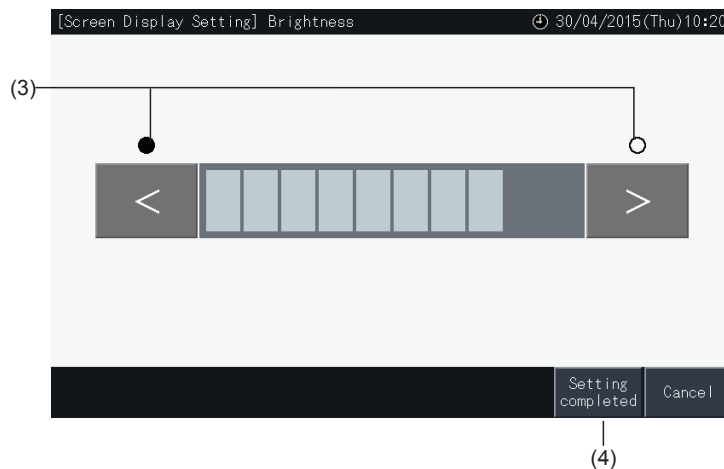 [Screen Display Setting] Brightness 30/04/2015(Thu)10:20
(3)
< >
Setting
completed
Cancel
(4)